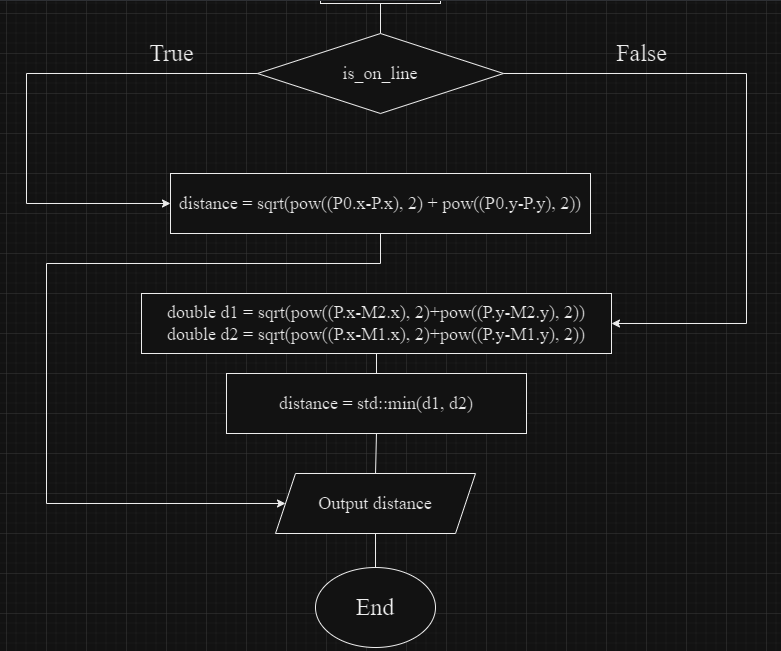 True
False
is_on_line
distance = sqrt(pow((P0.x-P.x), 2) + pow((P0.y-P.y), 2))
double d1 = sqrt(pow((P.x-M2.x), 2)+pow((P.y-M2.y), 2))
double d2 = sqrt(pow((P.x-M1.x), 2)+pow((P.y-M1.y), 2))
distance = std::min(d1, d2)
Output distance
End